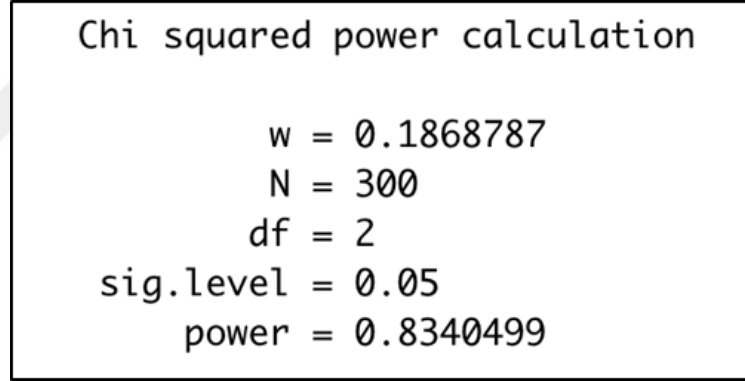 Chi squared power calculation
w = 0.1868787
N = 300
df = 2
sig.level = 0.05
power = 0.8340499